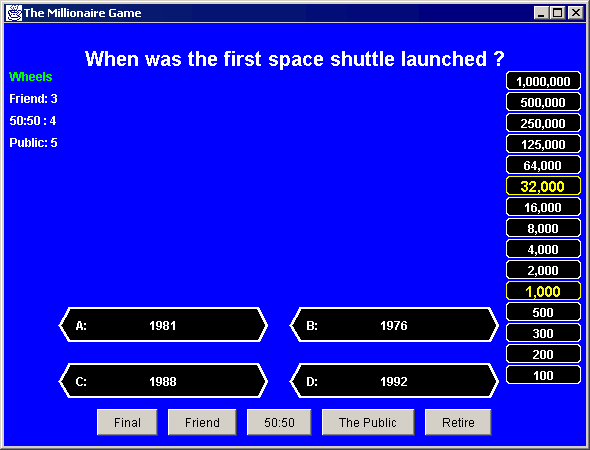 The Millionaire Game
When was the first space shuttle launched ?
Wheels
Friend: 3
50:50 : 4
Public: 5
1,000,000
500,000
250,000
125,000
64,000
32,000
16,000
8,000
4,000
2,000
1,000
500
300
200
100
A: 1981
B: 1976
C: 1988
D: 1992
Final
Friend
50:50
The Public
Retire